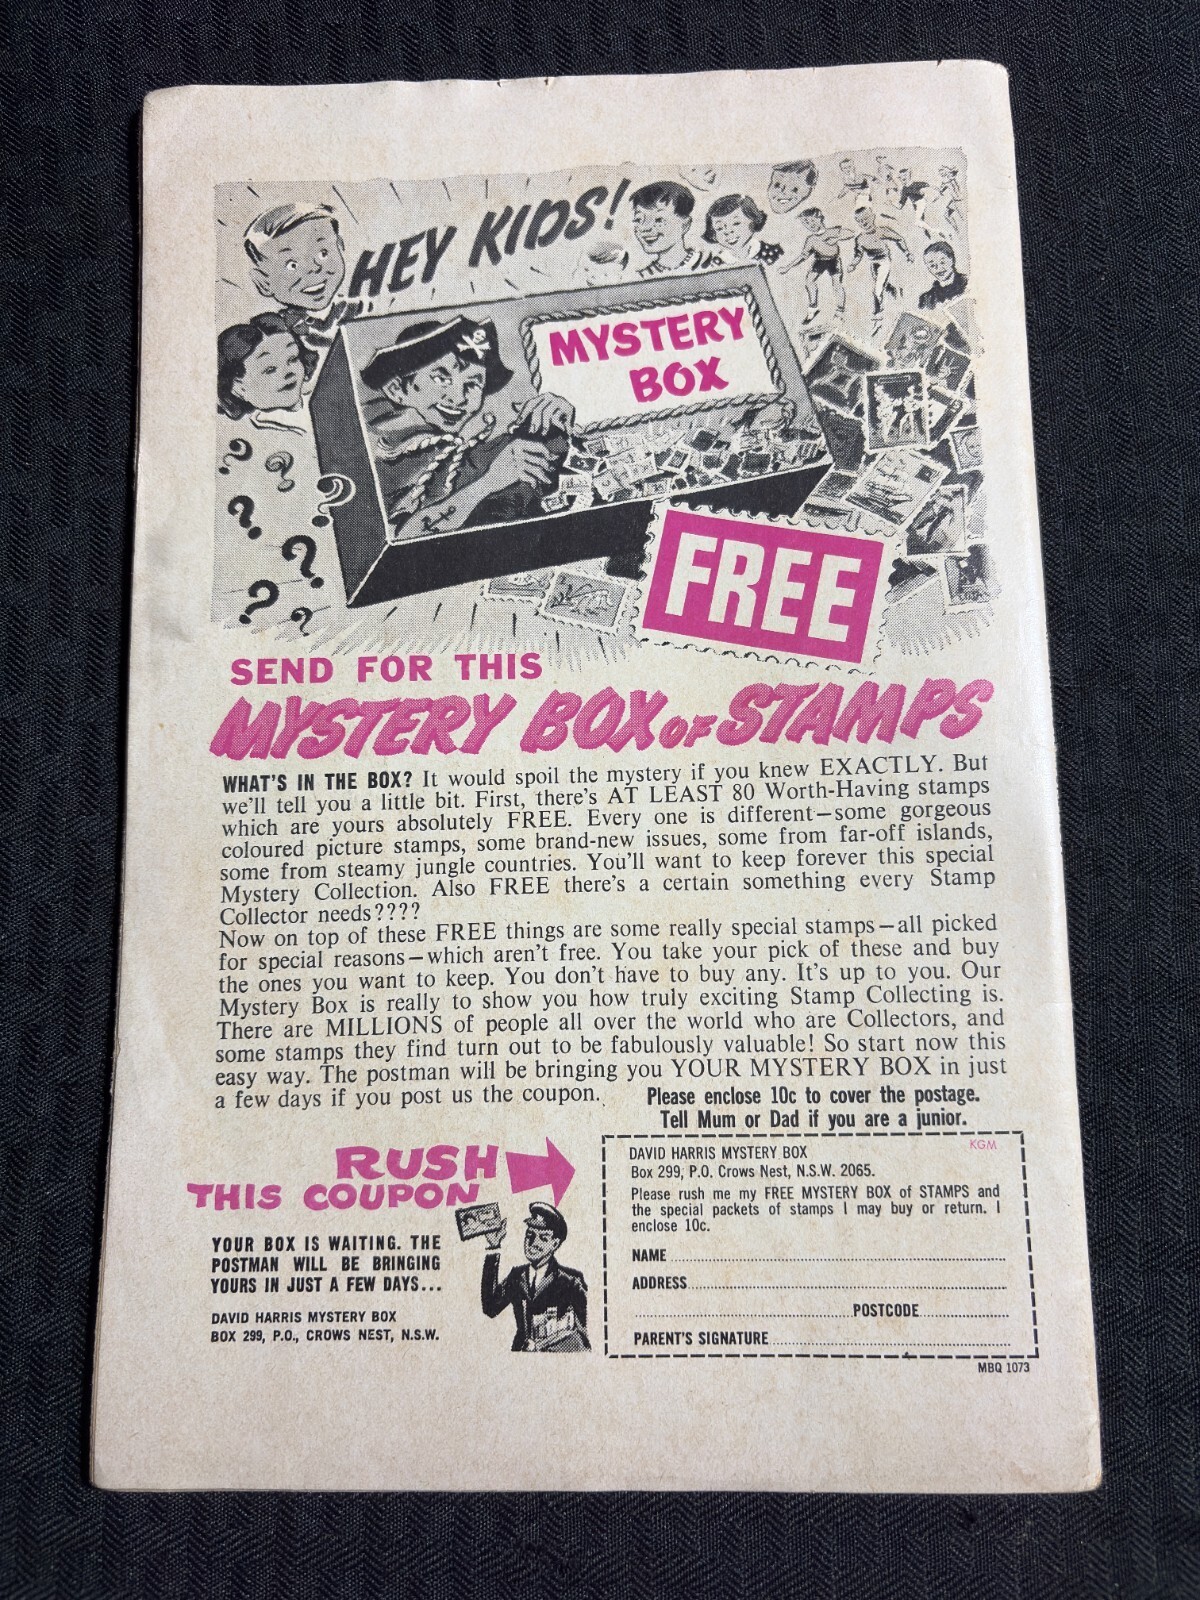 HEY KIDS!
MYSTERY
BOX
FREE
SEND FOR THIS
MYSTERY BOX OF STAMPS
WHAT'S IN THE BOX? It would spoil the mystery if you knew EXACTLY. But
we'll tell you a little bit. First, there's AT LEAST 80 Worth-Having stamps
which are yours absolutely FREE. Every one is different—some gorgeous
coloured picture stamps, some brand-new issues, some from far-off islands,
some from steamy jungle countries. You'll want to keep forever this special
Mystery Collection. Also FREE there's a certain something every Stamp
Collector needs????
Now on top of these FREE things are some really special stamps—all picked
for special reasons—which aren't free. You take your pick of these and buy
the ones you want to keep. You don't have to buy any. It's up to you. Our
Mystery Box is really to show you how truly exciting Stamp Collecting is.
There are MILLIONS of people all over the world who are Collectors, and
some stamps they find turn out to be fabulously valuable! So start now this
easy way. The postman will be bringing you YOUR MYSTERY BOX in just
a few days if you post us the coupon.
Please enclose 10c to cover the postage.
Tell Mum or Dad if you are a junior.
RUSH
THIS COUPON
YOUR BOX IS WAITING. THE
POSTMAN WILL BE BRINGING
YOURS IN JUST A FEW DAYS...
DAVID HARRIS MYSTERY BOX
BOX 299, P.O., CROWS NEST, N.S.W.
KGM
DAVID HARRIS MYSTERY BOX
Box 299, P.O. Crows Nest, N.S.W. 2065.
Please rush me my FREE MYSTERY BOX of STAMPS and
the special packets of stamps I may buy or return. I
enclose 10c.
NAME
ADDRESS
POSTCODE
PARENT'S SIGNATURE
MBQ 1073